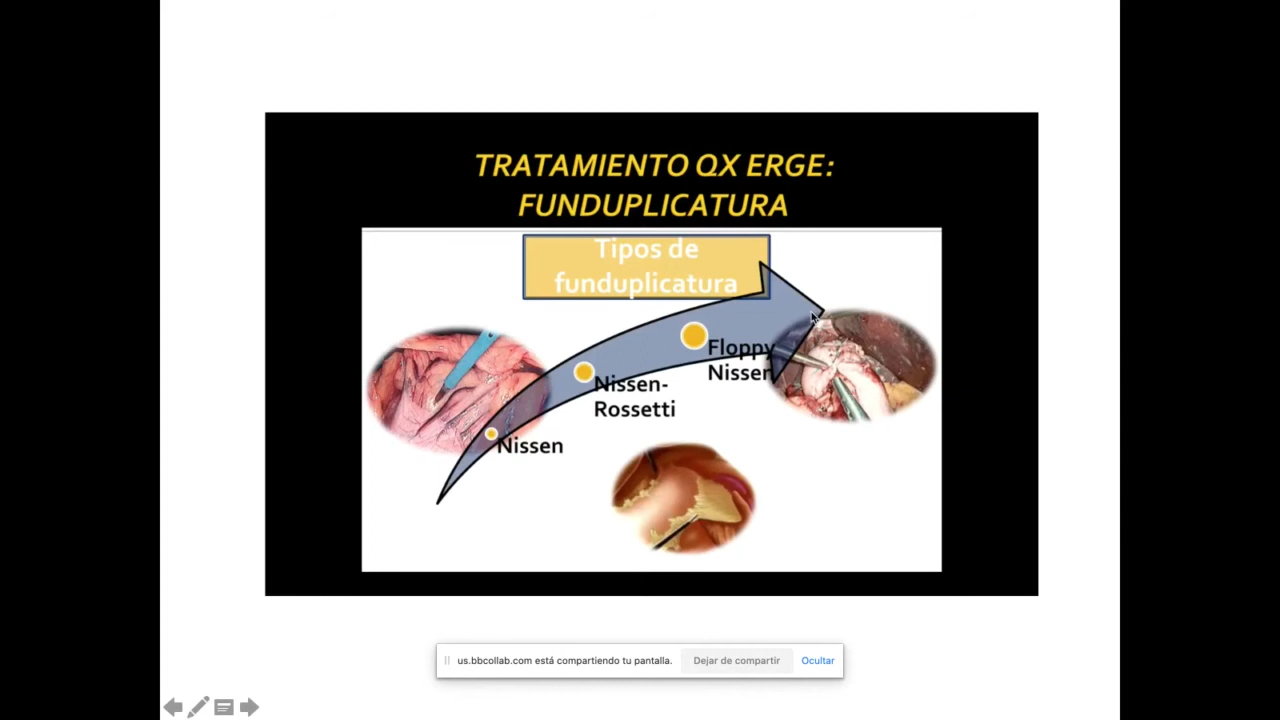 TRATAMIENTO QX ERGE:
FUNDUPLICATURA
Tipos de
funduplicatura
Floppy
Nissen
Nissen-
Rossetti
Nissen
us.bbcollab.com está compartiendo tu pantalla.
Dejar de compartir
Ocultar